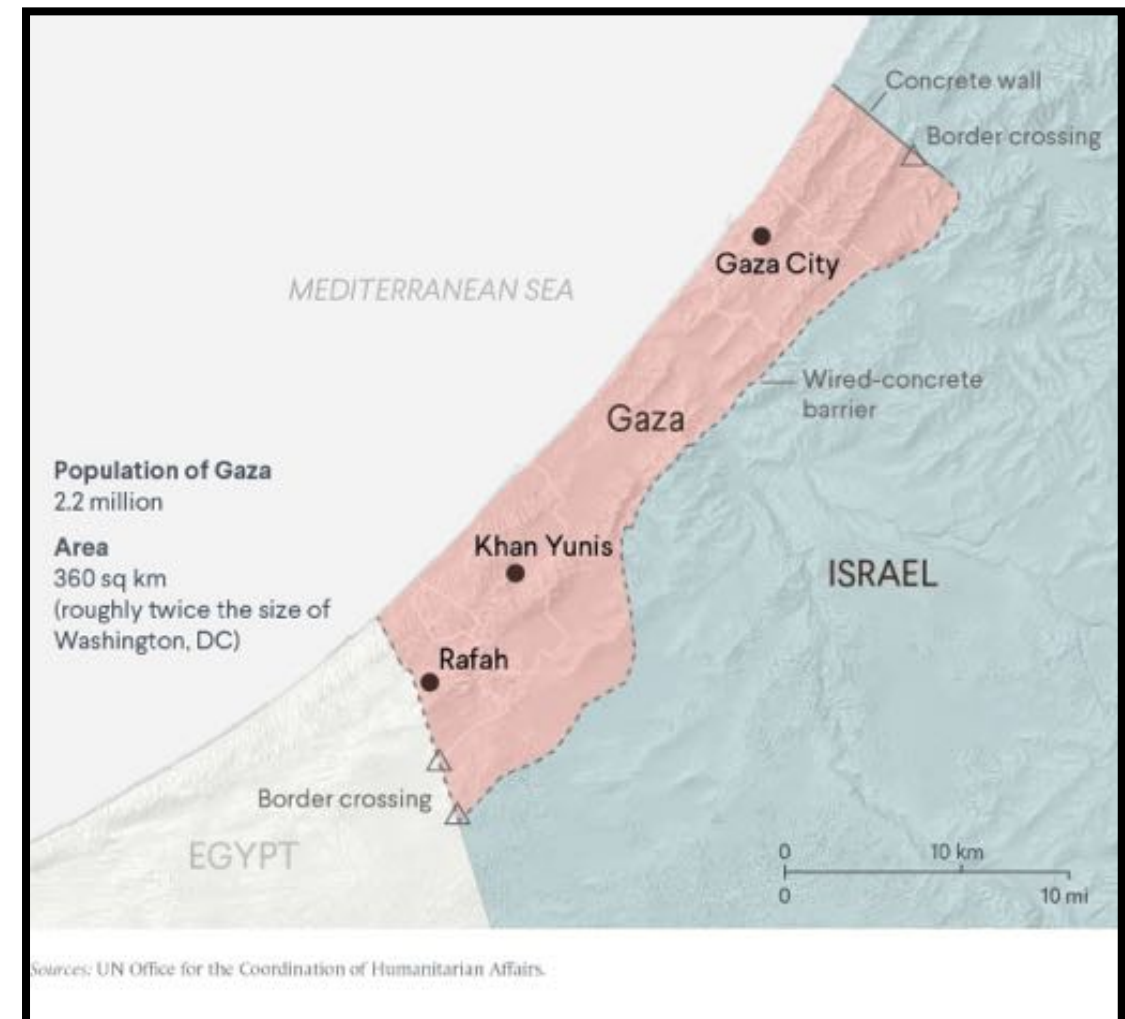 Concrete wall
Border crossing
Gaza City
MEDITERRANEAN SEA
Wired-concrete
barrier
Gaza
Population of Gaza
2.2 million
Area
360 sq km
(roughly twice the size of
Washington, DC)
Khan Yunis
ISRAEL
Rafah
Border crossing
EGYPT
0 10 km
0 10 mi
Sources: UN Office for the Coordination of Humanitarian Affairs.